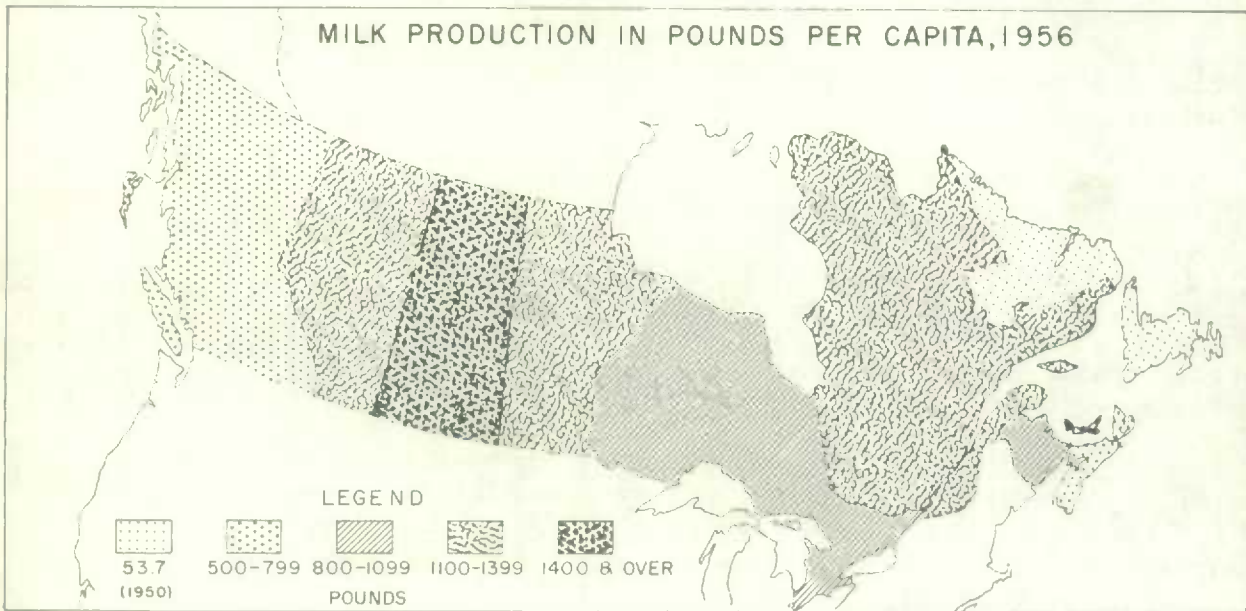 MILK PRODUCTION IN POUNDS PER CAPITA, 1956
LEGEND
53.7 500-799 800-1099 1100-1399 1400 & OVER
(1950) POUNDS